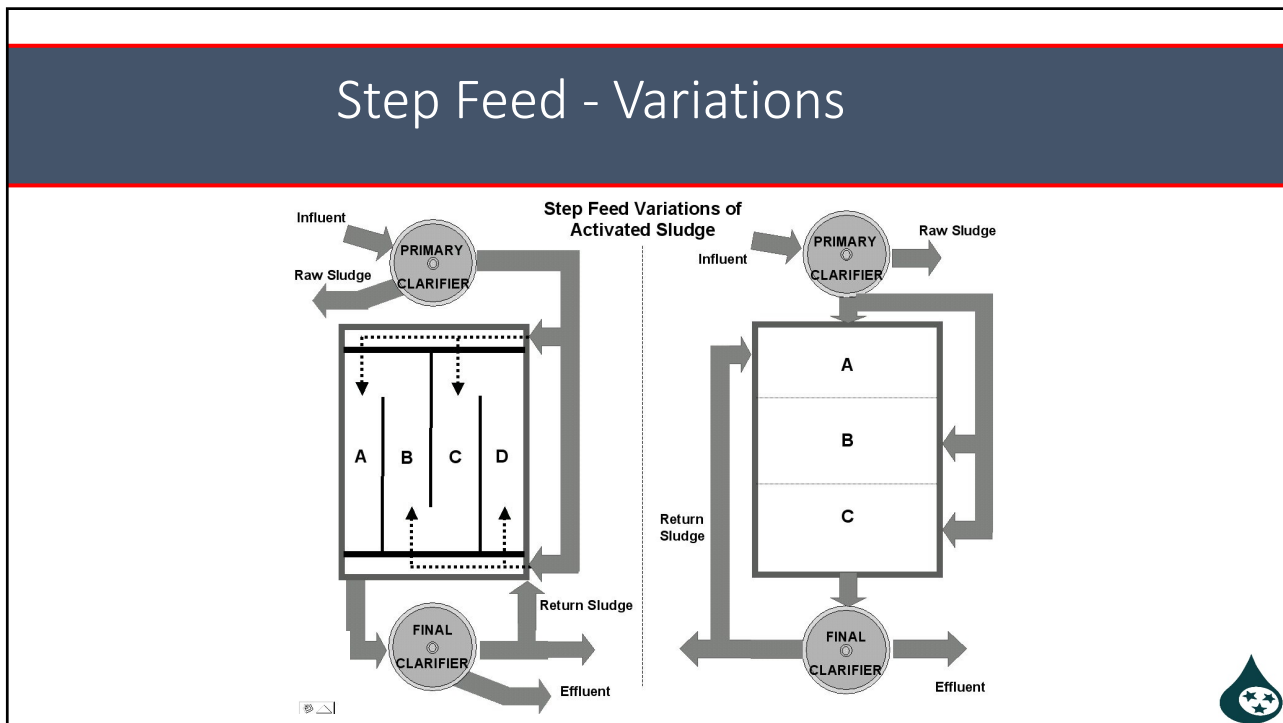 Step Feed - Variations
Step Feed Variations of
Activated Sludge
Influent
PRIMARY
CLARIFIER
Raw Sludge
A
B
C
D
Return Sludge
FINAL
CLARIFIER
Effluent
Influent
PRIMARY
CLARIFIER
Raw Sludge
A
B
C
Return
Sludge
FINAL
CLARIFIER
Effluent